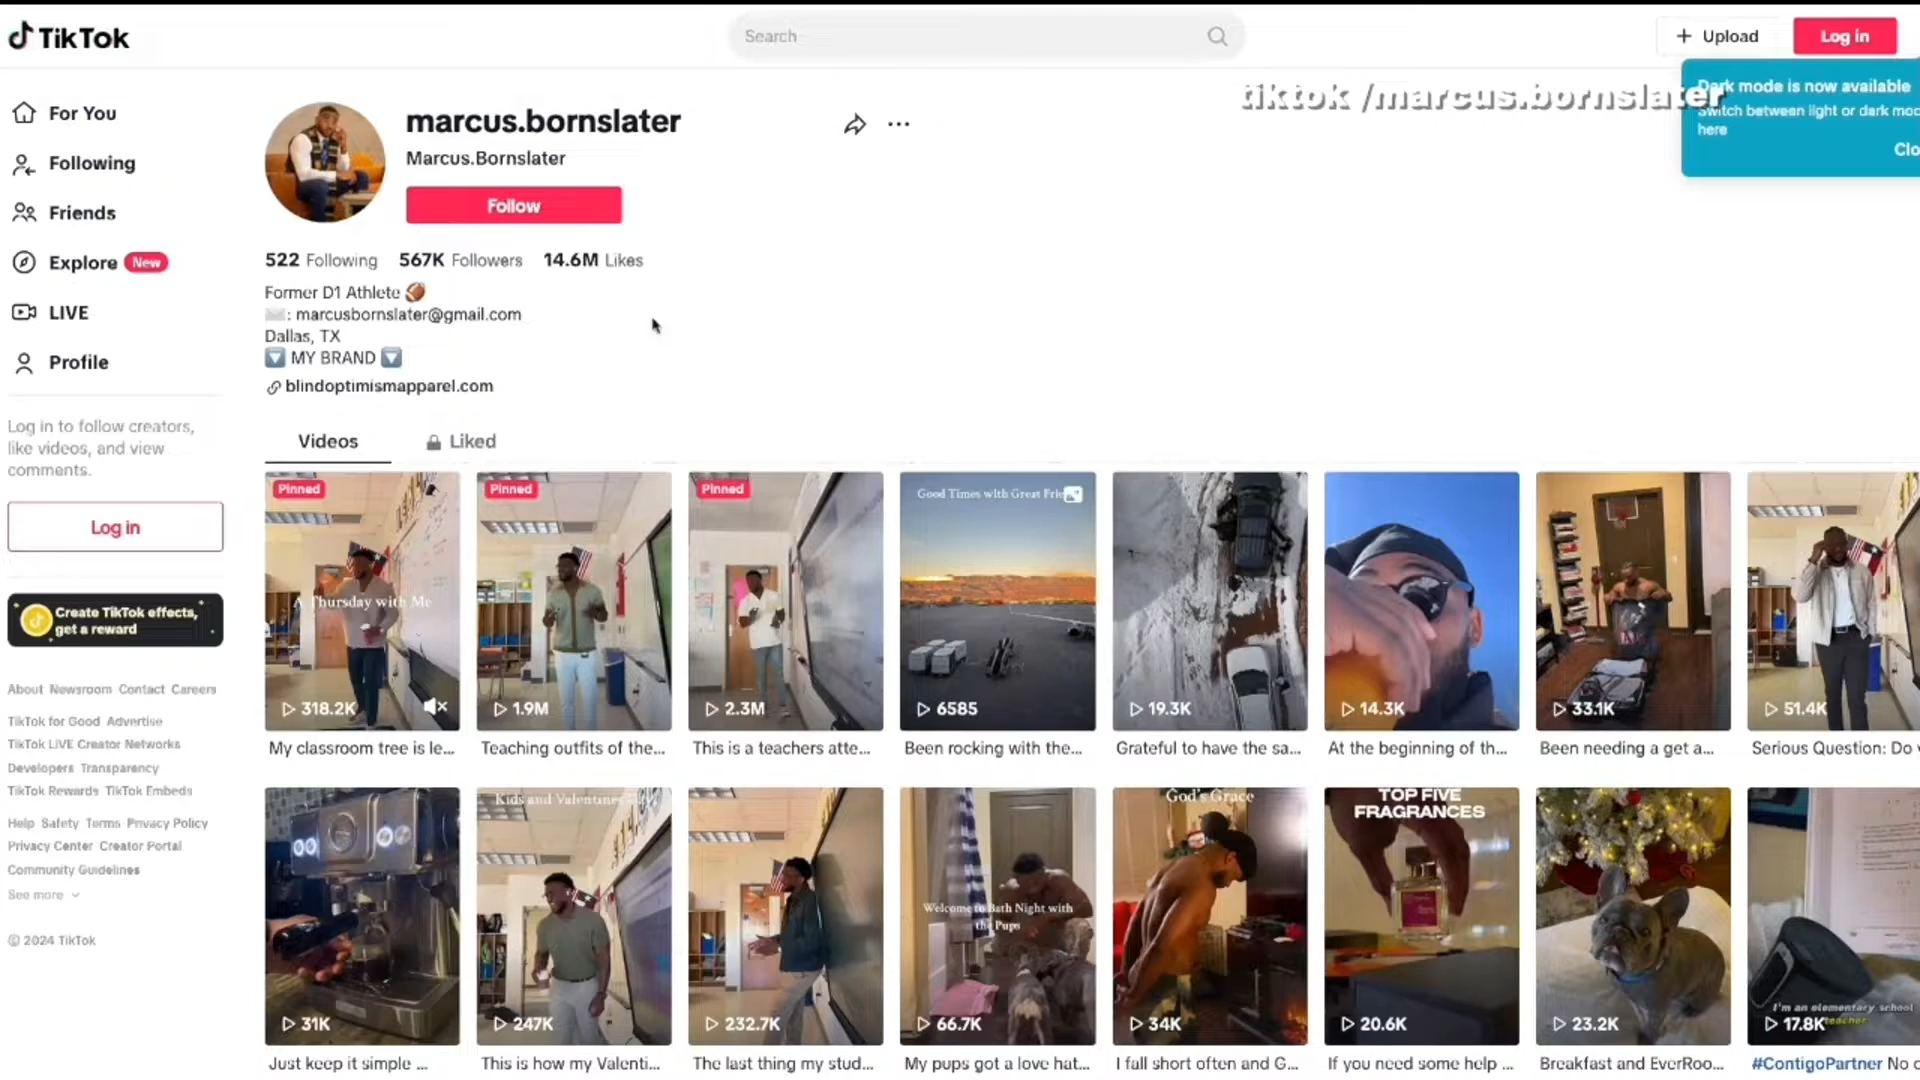 TikTok
Search
Upload
Log in
tiktok /marcus.bornslater
Dark mode is now available
Switch between light or dark
here
For You
Following
Friends
Explore New
LIVE
Profile
Log in to follow creators,
like videos, and view
comments.
Log in
Create TikTok effects,
get a reward
About Newsroom Contact Careers
TikTok for Good Advertise
TikTok LIVE Creator Networks
Developers Transparency
TikTok Rewards TikTok Embeds
Help Safety Terms Privacy Policy
Privacy Center Creator Portal
Community Guidelines
See more
© 2024 TikTok
marcus.bornslater
Marcus.Bornslater
Follow
522 Following 567K Followers 14.6M Likes
Former D1 Athlete
: marcusbornslater@gmail.com
Dallas, TX
MY BRAND
blindoptimismapparel.com
Videos Liked
Pinned
A Thursday with Me
318.2K
My classroom tree is le...
Pinned
1.9M
Teaching outfits of the...
Pinned
2.3M
This is a teachers atte...
Good Times with Great
6585
Been rocking with the...
19.3K
Grateful to have the sa...
14.3K
At the beginning of th...
33.1K
Been needing a get a...
51.4K
Serious Question: Do
31K
Just keep it simple ...
Kids and Valentines
247K
This is how my Valenti...
232.7K
The last thing my stud...
Welcome to Bath Night with
the Pups
66.7K
My pups got a love hat...
God's Grace
34K
I fall short often and G...
TOP FIVE
FRAGRANCES
20.6K
If you need some help ...
23.2K
Breakfast and EverRoo...
I'm an elementary school
teacher
17.8K
#ContigoPartner No